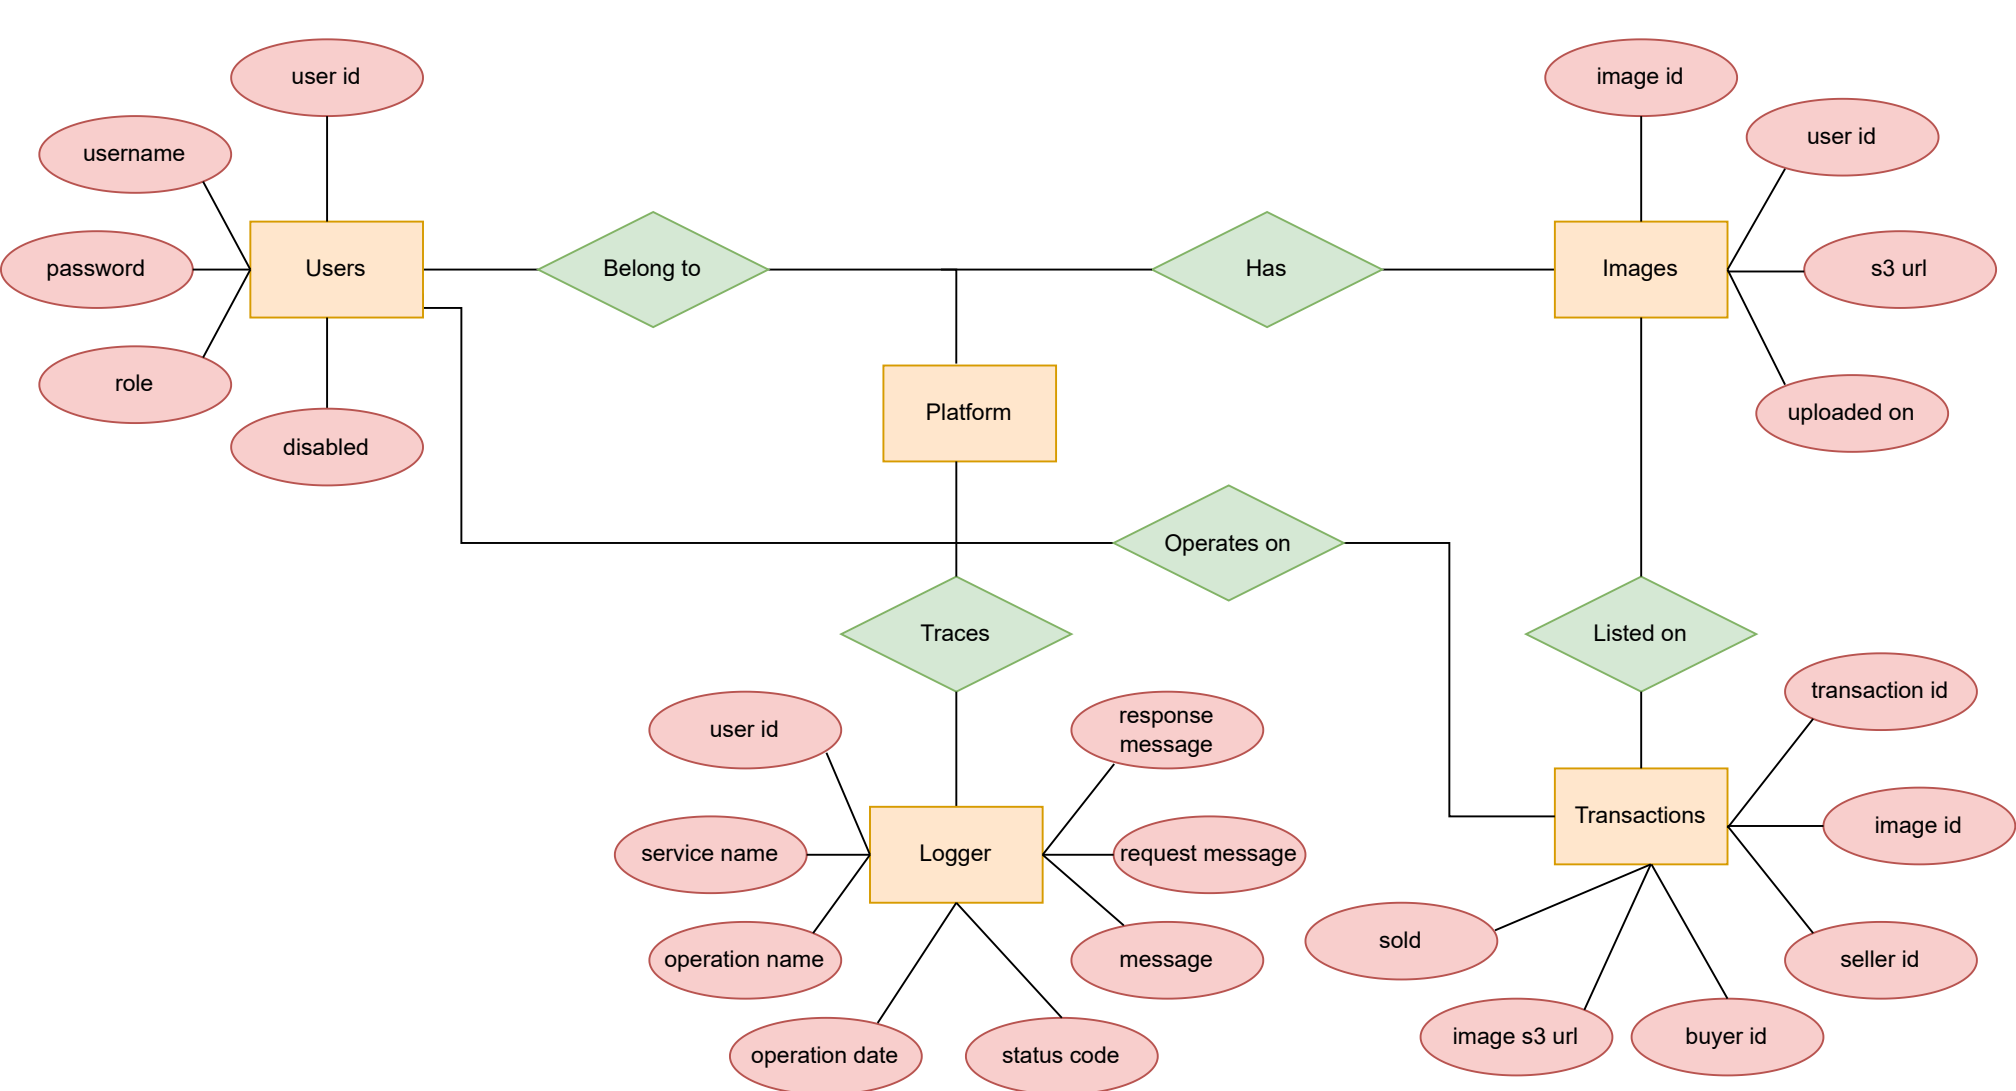 user id
image id
username
user id
password
Users
Belong to
Has
Images
s3 url
role
Platform
uploaded on
disabled
Operates on
Traces
Listed on
transaction id
user id
response
message
Transactions
image id
service name
Logger
request message
sold
operation name
message
seller id
image s3 url
buyer id
operation date
status code